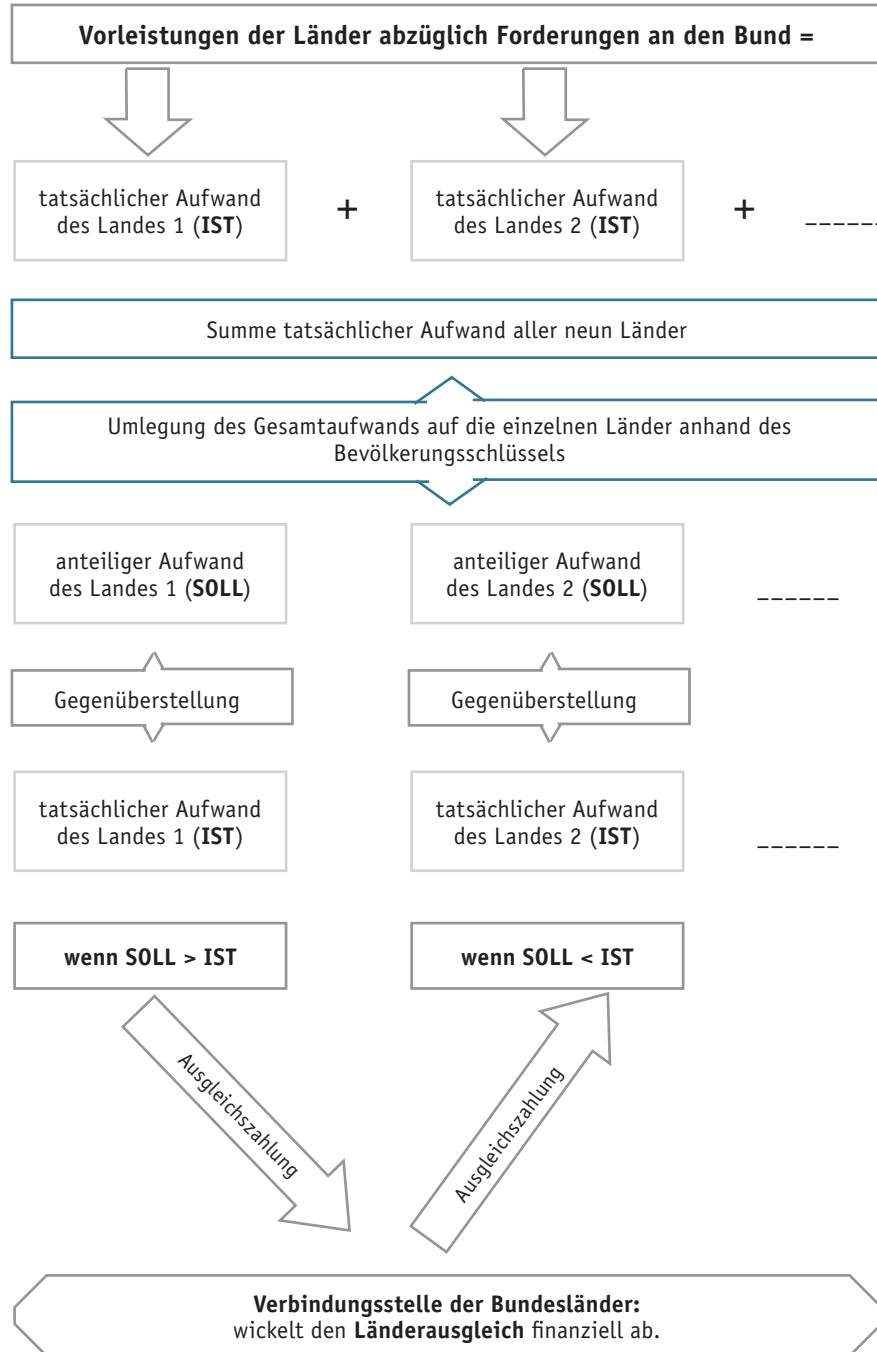 Vorleistungen der Länder abzüglich Forderungen an den Bund =
tatsächlicher Aufwand
des Landes 1 (IST)
+
tatsächlicher Aufwand
des Landes 2 (IST)
+
______
Summe tatsächlicher Aufwand aller neun Länder
Umlegung des Gesamtaufwands auf die einzelnen Länder anhand des
Bevölkerungsschlüssels
anteiliger Aufwand
des Landes 1 (SOLL)
anteiliger Aufwand
des Landes 2 (SOLL)
______
Gegenüberstellung
Gegenüberstellung
tatsächlicher Aufwand
des Landes 1 (IST)
tatsächlicher Aufwand
des Landes 2 (IST)
______
wenn SOLL > IST
wenn SOLL < IST
Ausgleichszahlung
Ausgleichszahlung
Verbindungsstelle der Bundesländer:
wickelt den Länderausgleich finanziell ab.